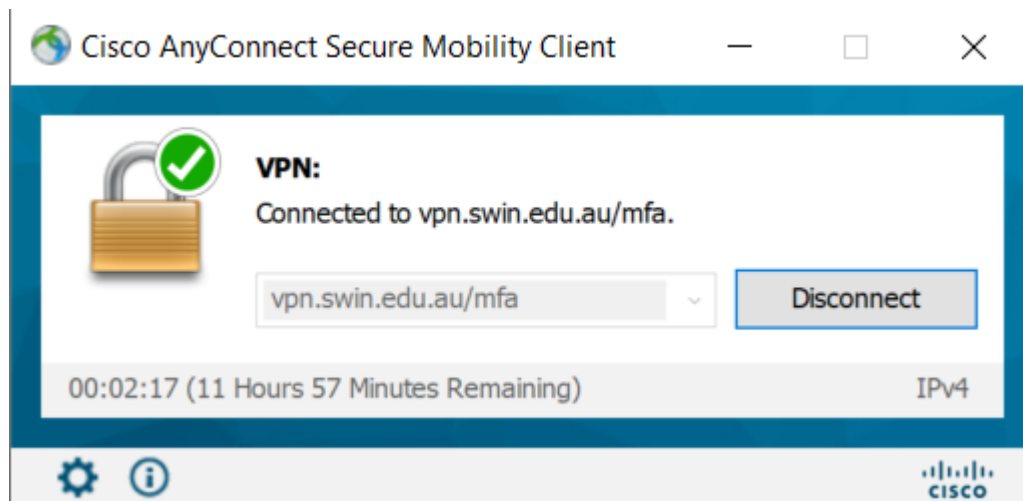 Cisco AnyConnect Secure Mobility Client
VPN:
Connected to vpn.swin.edu.au/mfa.
vpn.swin.edu.au/mfa
Disconnect
00:02:17 (11 Hours 57 Minutes Remaining)
IPv4
CISCO